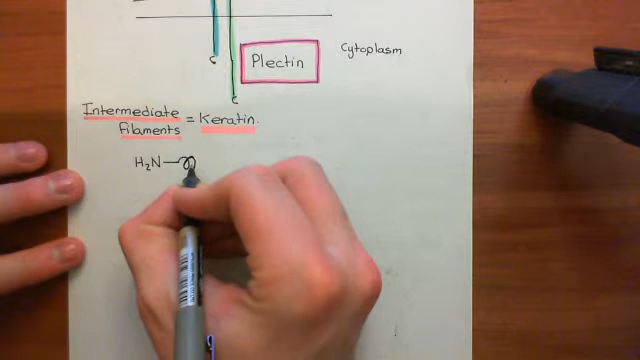 Cytoplasm
Plectin
c
c
Intermediate
filaments = Keratin.
H₂N